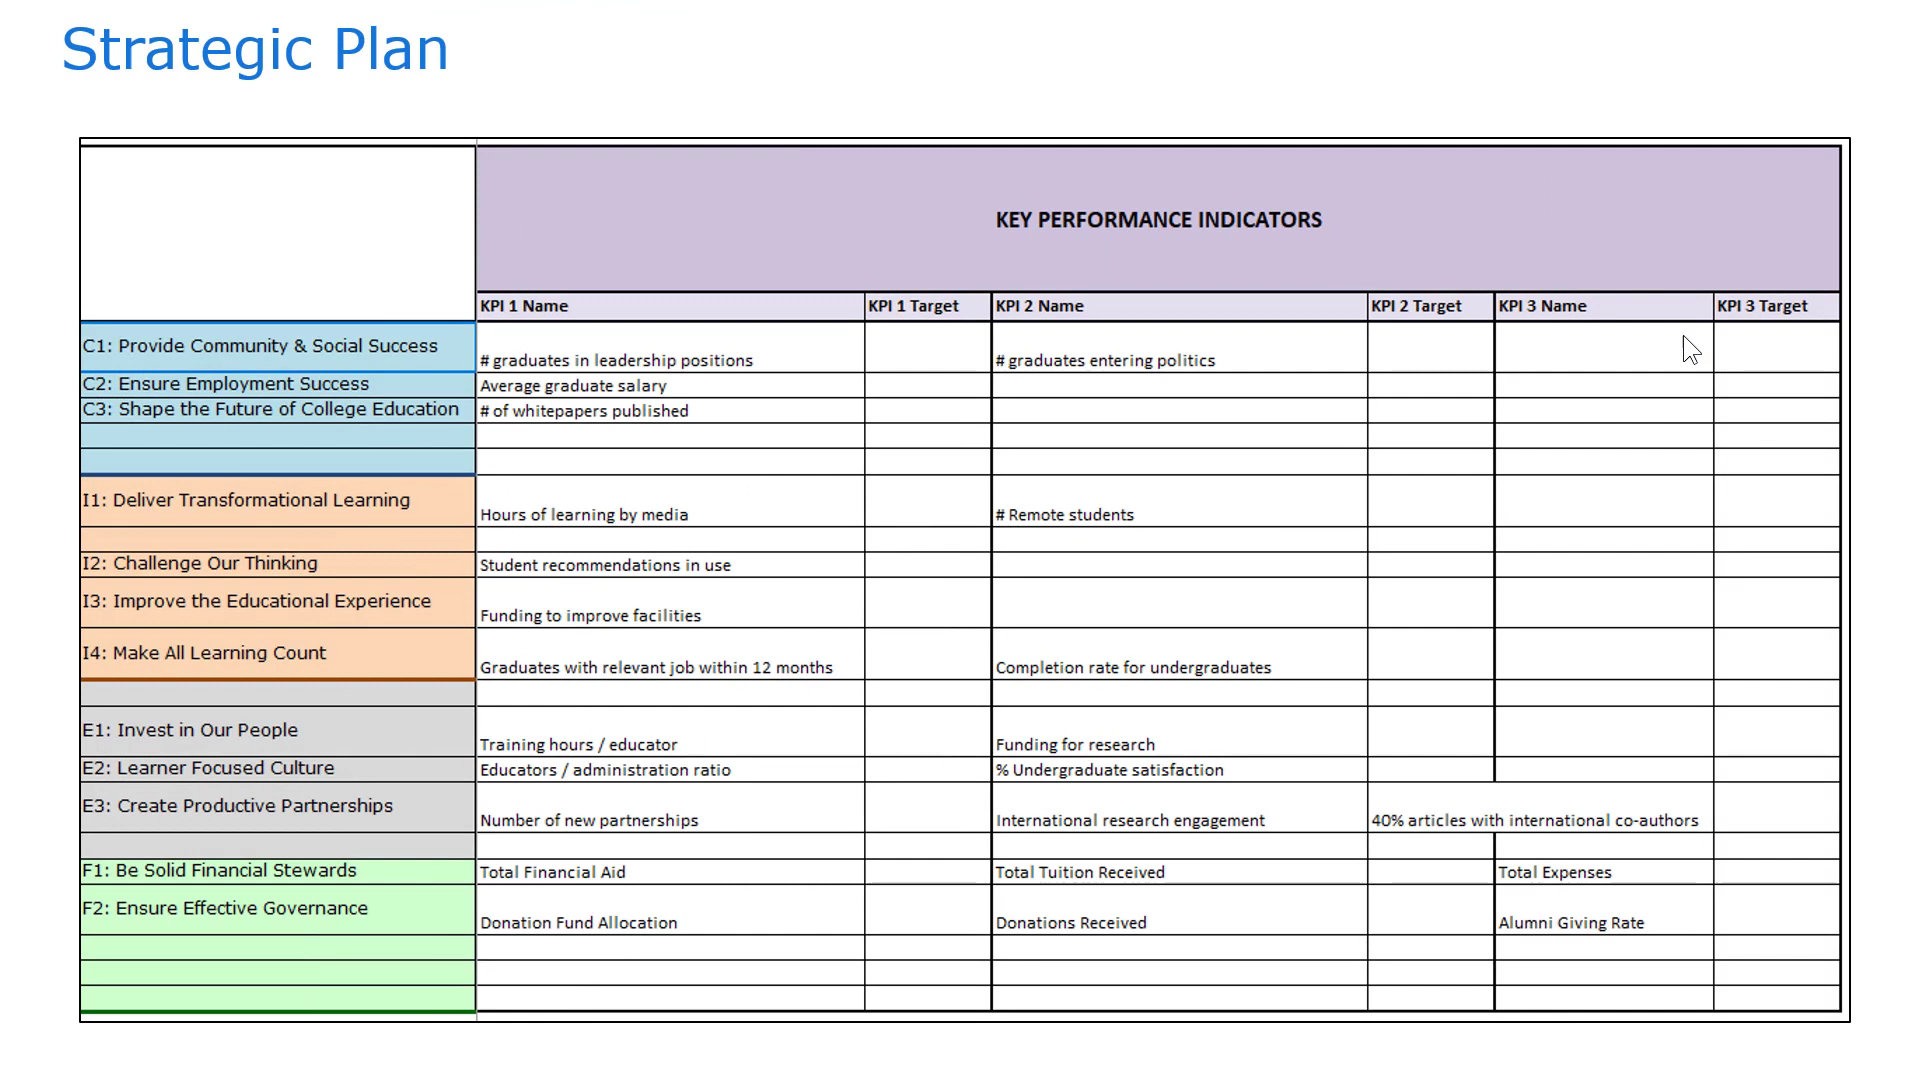 Strategic Plan
KEY PERFORMANCE INDICATORS
KPI 1 Name KPI 1 Target KPI 2 Name KPI 2 Target KPI 3 Name KPI 3 Target
C1: Provide Community & Social Success # graduates in leadership positions # graduates entering politics
C2: Ensure Employment Success Average graduate salary
C3: Shape the Future of College Education # of whitepapers published
I1: Deliver Transformational Learning Hours of learning by media # Remote students
I2: Challenge Our Thinking Student recommendations in use
I3: Improve the Educational Experience Funding to improve facilities
I4: Make All Learning Count Graduates with relevant job within 12 months Completion rate for undergraduates
E1: Invest in Our People Training hours / educator Funding for research
E2: Learner Focused Culture Educators / administration ratio % Undergraduate satisfaction
E3: Create Productive Partnerships Number of new partnerships International research engagement 40% articles with international co-authors
F1: Be Solid Financial Stewards Total Financial Aid Total Tuition Received Total Expenses
F2: Ensure Effective Governance Donation Fund Allocation Donations Received Alumni Giving Rate